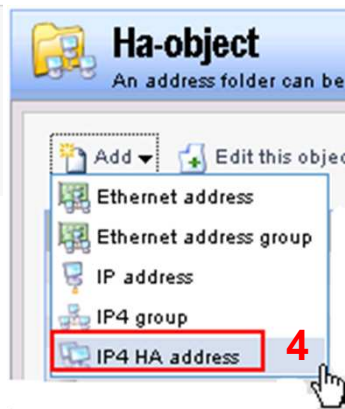 Ha-object
An address folder can be
Add Edit this objec
Ethernet address
Ethernet address group
IP address
IP4 group
IP4 HA address 4